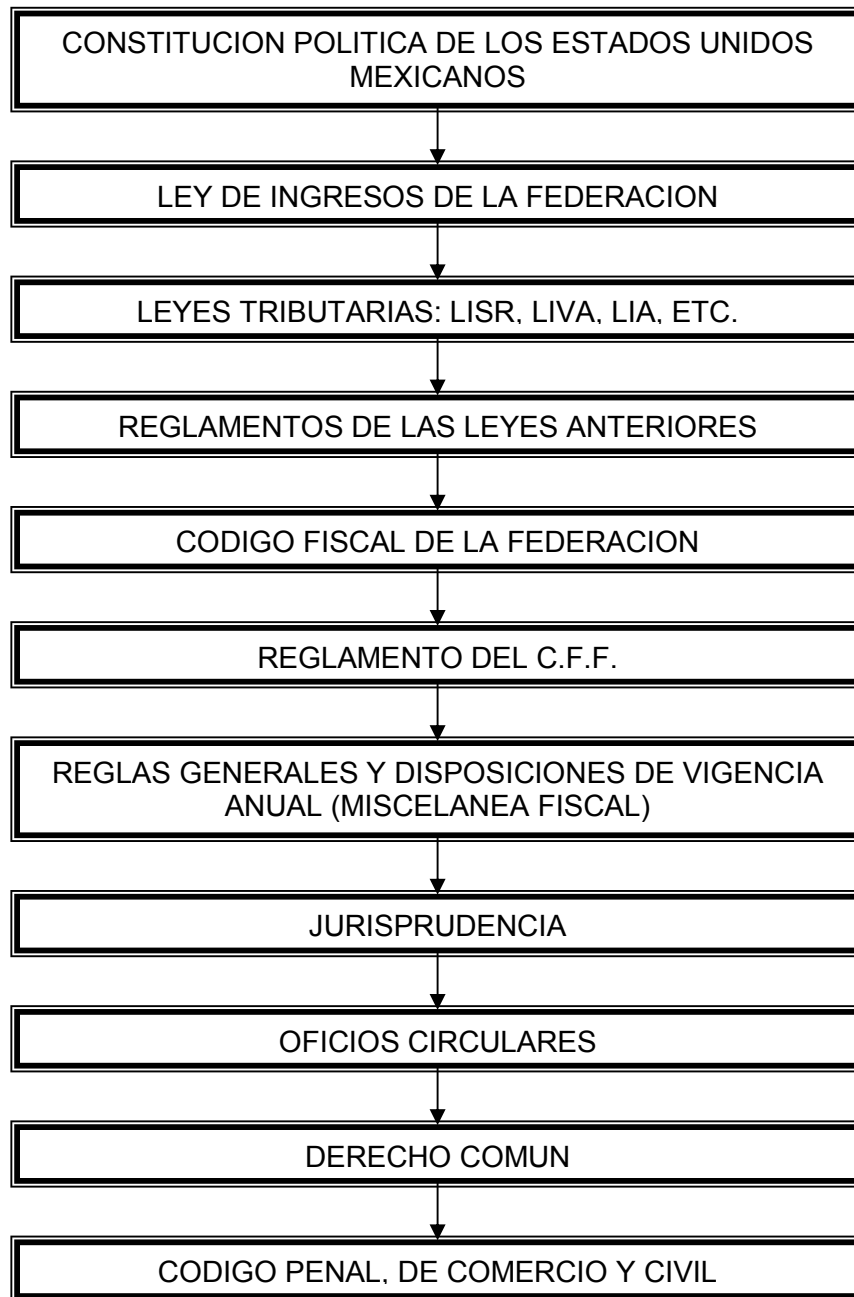 CONSTITUCION POLITICA DE LOS ESTADOS UNIDOS
MEXICANOS
LEY DE INGRESOS DE LA FEDERACION
LEYES TRIBUTARIAS: LISR, LIVA, LIA, ETC.
REGLAMENTOS DE LAS LEYES ANTERIORES
CODIGO FISCAL DE LA FEDERACION
REGLAMENTO DEL C.F.F.
REGLAS GENERALES Y DISPOSICIONES DE VIGENCIA
ANUAL (MISCELANEA FISCAL)
JURISPRUDENCIA
OFICIOS CIRCULARES
DERECHO COMUN
CODIGO PENAL, DE COMERCIO Y CIVIL